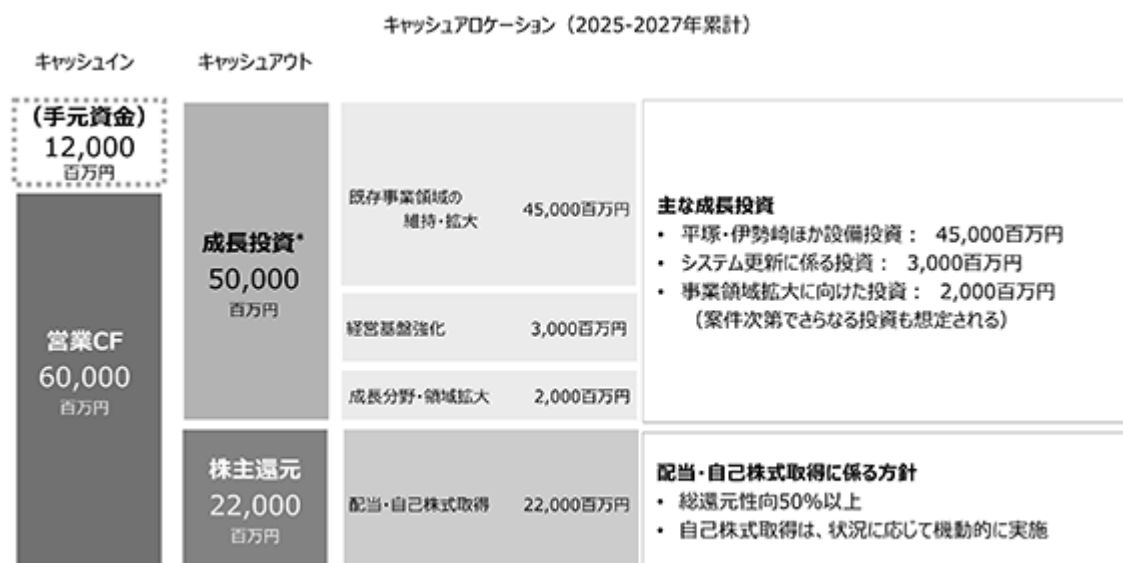 キャッシュアロケーション（2025-2027年累計）
キャッシュイン
キャッシュアウト
（手元資金）
12,000
百万円
営業CF
60,000
百万円
成長投資*
50,000
百万円
既存事業領域の
維持・拡大
45,000百万円
経営基盤強化
3,000百万円
成長分野・領域拡大
2,000百万円
主な成長投資
• 平塚・伊勢崎ほか設備投資： 45,000百万円
• システム更新に係る投資： 3,000百万円
• 事業領域拡大に向けた投資： 2,000百万円
（案件次第でさらなる投資も想定される）
株主還元
22,000
百万円
配当・自己株式取得
22,000百万円
配当・自己株式取得に係る方針
• 総還元性向50%以上
• 自己株式取得は、状況に応じて機動的に実施